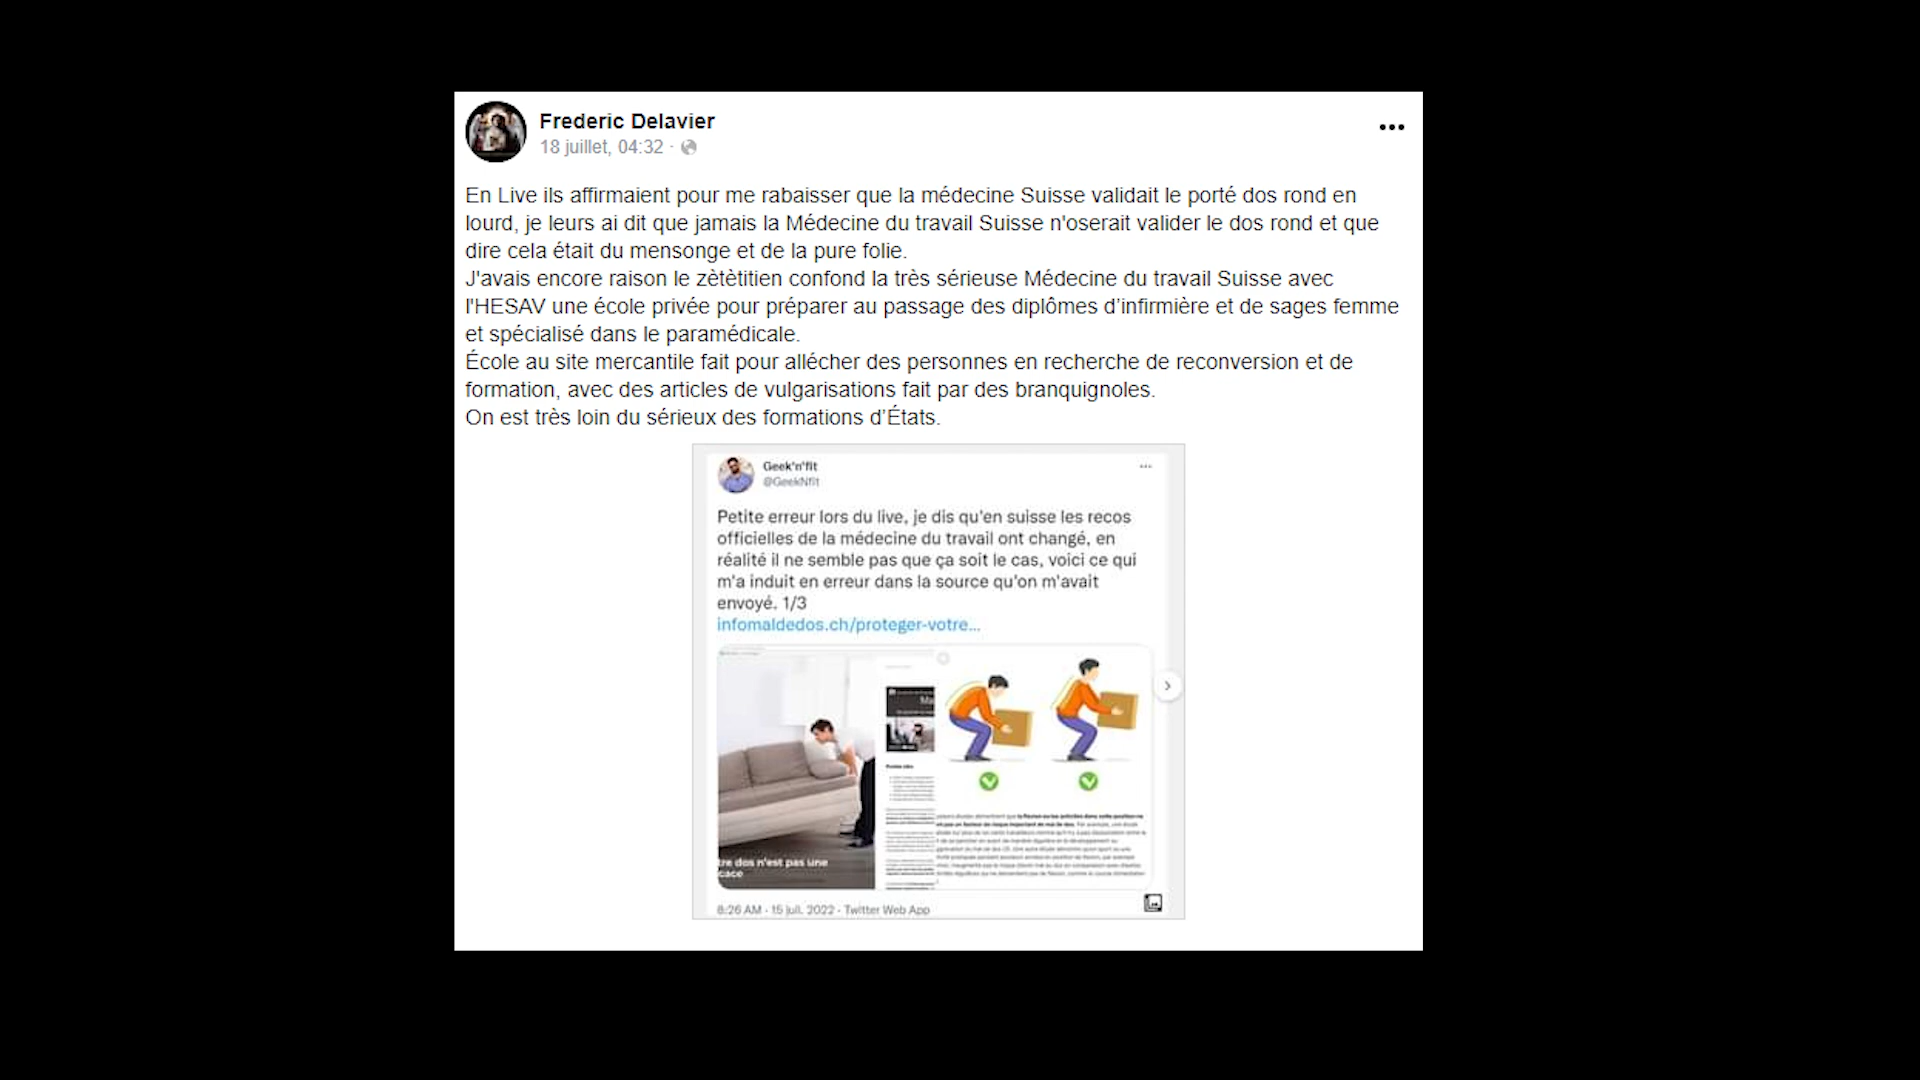 Frederic Delavier
18 juillet, 04:32 ·
En Live ils affirmaient pour me rabaisser que la médecine Suisse validait le porté dos rond en
lourd, je leurs ai dit que jamais la Médecine du travail Suisse n'oserait valider le dos rond et que
dire cela était du mensonge et de la pure folie.
J'avais encore raison le zètètitien confond la très sérieuse Médecine du travail Suisse avec
l'HESAV une école privée pour préparer au passage des diplômes d’infirmière et de sages femme
et spécialisé dans le paramédicale.
École au site mercantile fait pour allécher des personnes en recherche de reconversion et de
formation, avec des articles de vulgarisations fait par des branquignoles.
On est très loin du sérieux des formations d’États.
Geek'n'fit
@GeekNfit
Petite erreur lors du live, je dis qu'en suisse les recos
officielles de la médecine du travail ont changé, en
réalité il ne semble pas que ça soit le cas, voici ce qui
m'a induit en erreur dans la source qu'on m'avait
envoyé. 1/3
infomaldedos.ch/proteger-votre...
tre dos n'est pas une
cace
8:26 AM · 15 juil. 2022 · Twitter Web App